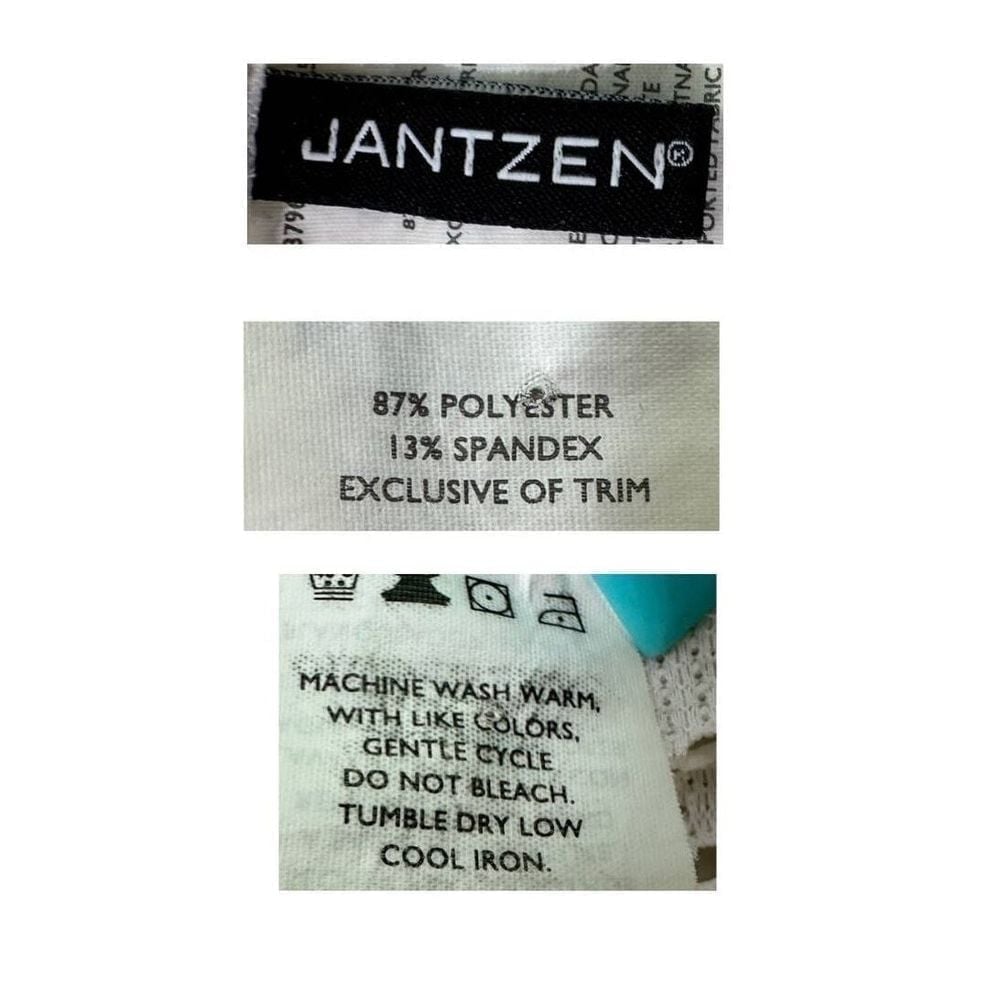 JANTZEN®
87% POLYESTER
13% SPANDEX
EXCLUSIVE OF TRIM
MACHINE WASH WARM,
WITH LIKE COLORS,
GENTLE CYCLE
DO NOT BLEACH.
TUMBLE DRY LOW
COOL IRON.